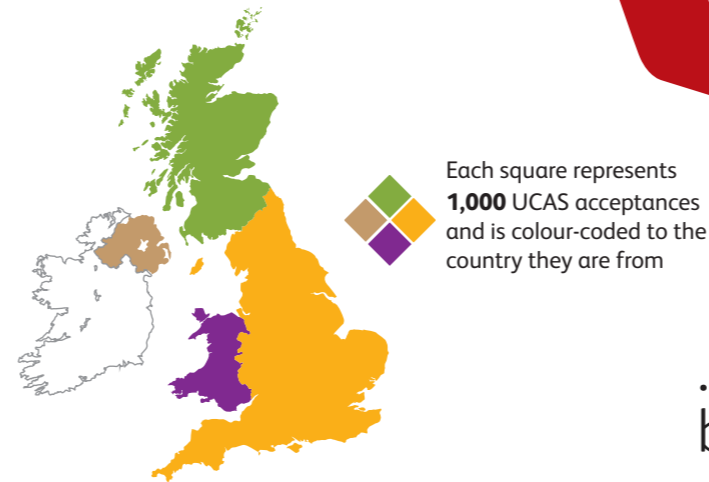 Each square represents
1,000 UCAS acceptances
and is colour-coded to the
country they are from